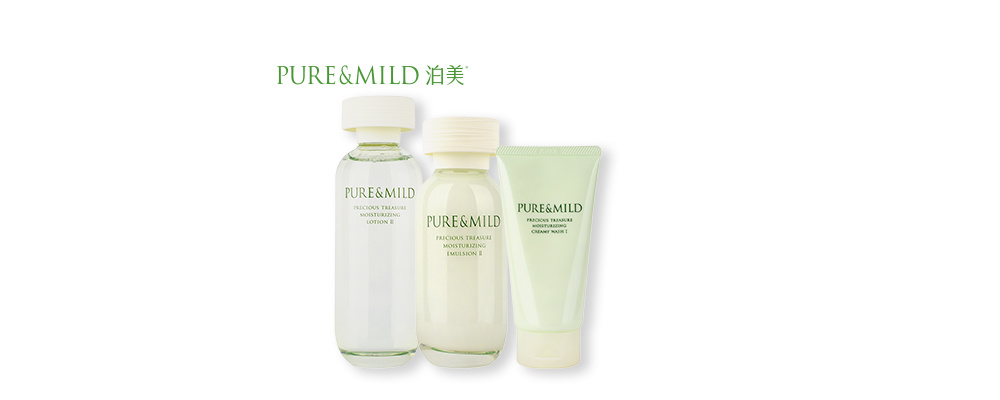 PURE&MILD 泊美®
PURE&MILD
PRECIOUS TREASURE
MOISTURIZING
LOTION II
PURE&MILD
PRECIOUS TREASURE
MOISTURIZING
EMULSION II
PURE&MILD
PRECIOUS TREASURE
MOISTURIZING
CREAMY WASH I